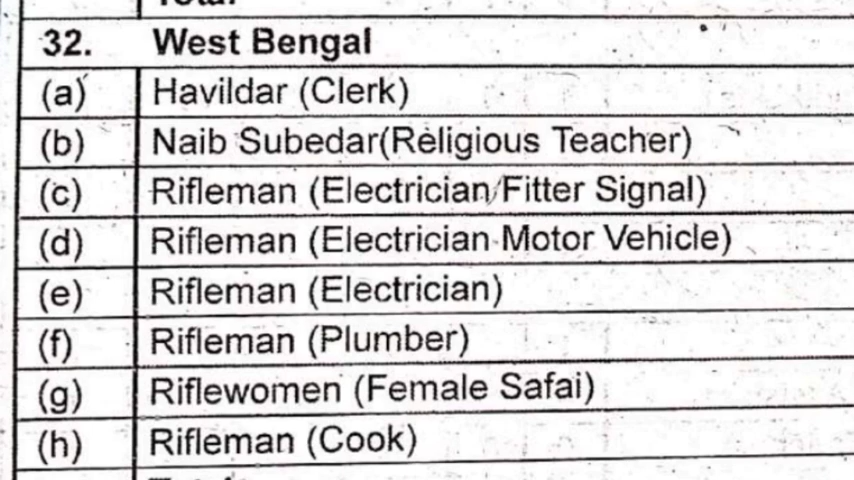 Total
32. West Bengal
(a) Havildar (Clerk)
(b) Naib Subedar(Religious Teacher)
(c) Rifleman (Electrician/Fitter Signal)
(d) Rifleman (Electrician Motor Vehicle)
(e) Rifleman (Electrician)
(f) Rifleman (Plumber)
(g) Riflewomen (Female Safai)
(h) Rifleman (Cook)